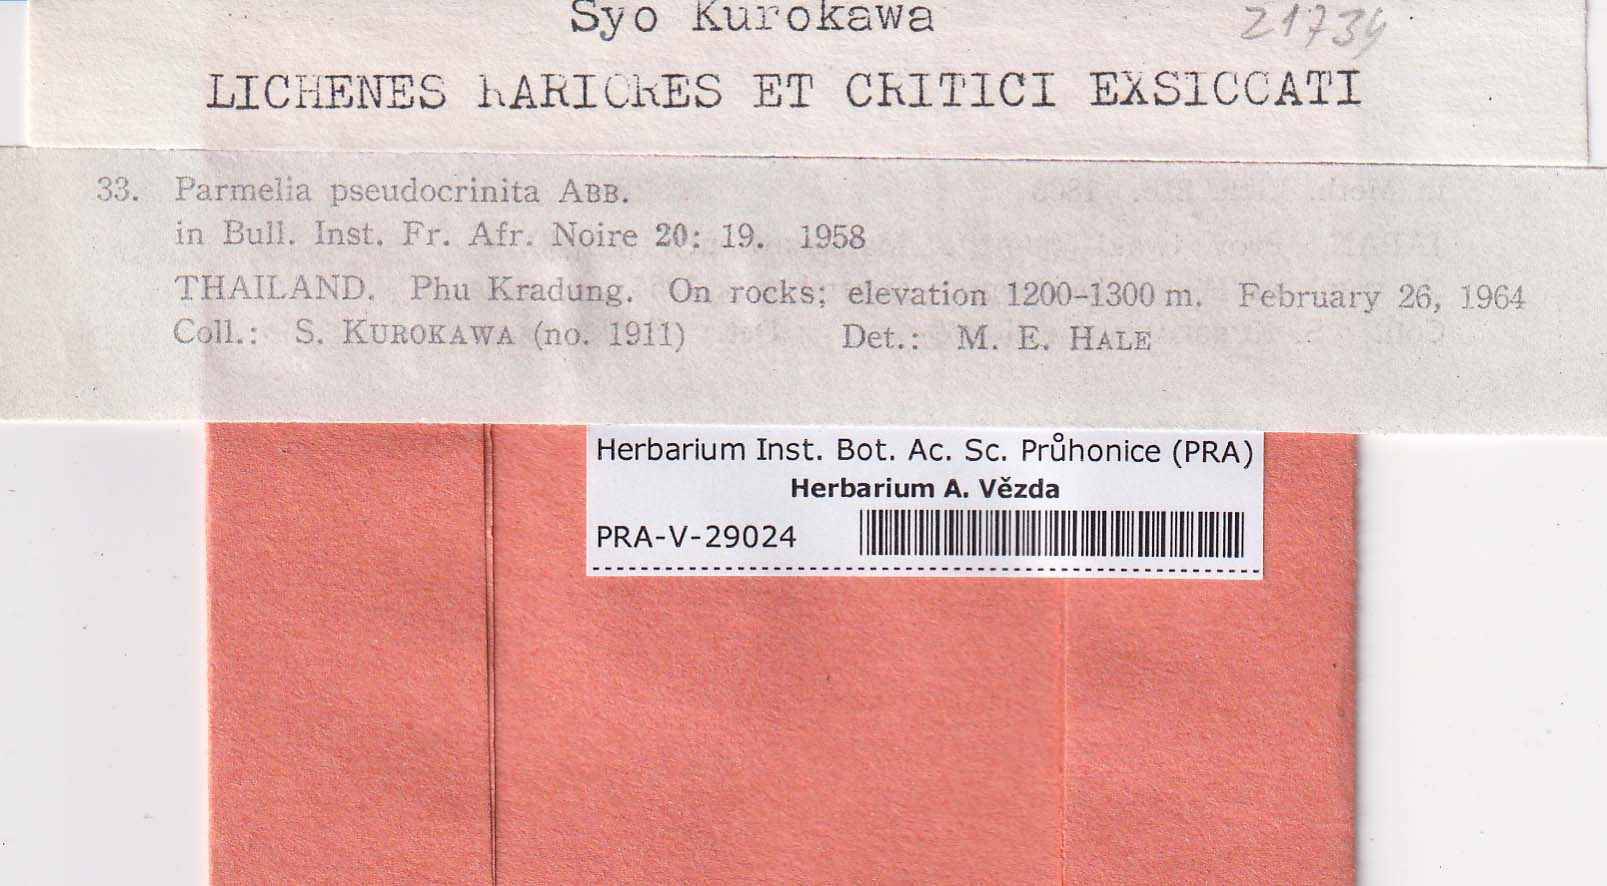 Syo Kurokawa
21734
LICHENES RARIORES ET CRITICI EXSICCATI
33. Parmelia pseudocrinita ABB.
in Bull. Inst. Fr. Afr. Noire 20: 19. 1958
THAILAND. Phu Kradung. On rocks; elevation 1200-1300 m. February 26, 1964
Coll.: S. KUROKAWA (no. 1911) Det.: M. E. HALE
Herbarium Inst. Bot. Ac. Sc. Průhonice (PRA)
Herbarium A. Vězda
PRA-V-29024